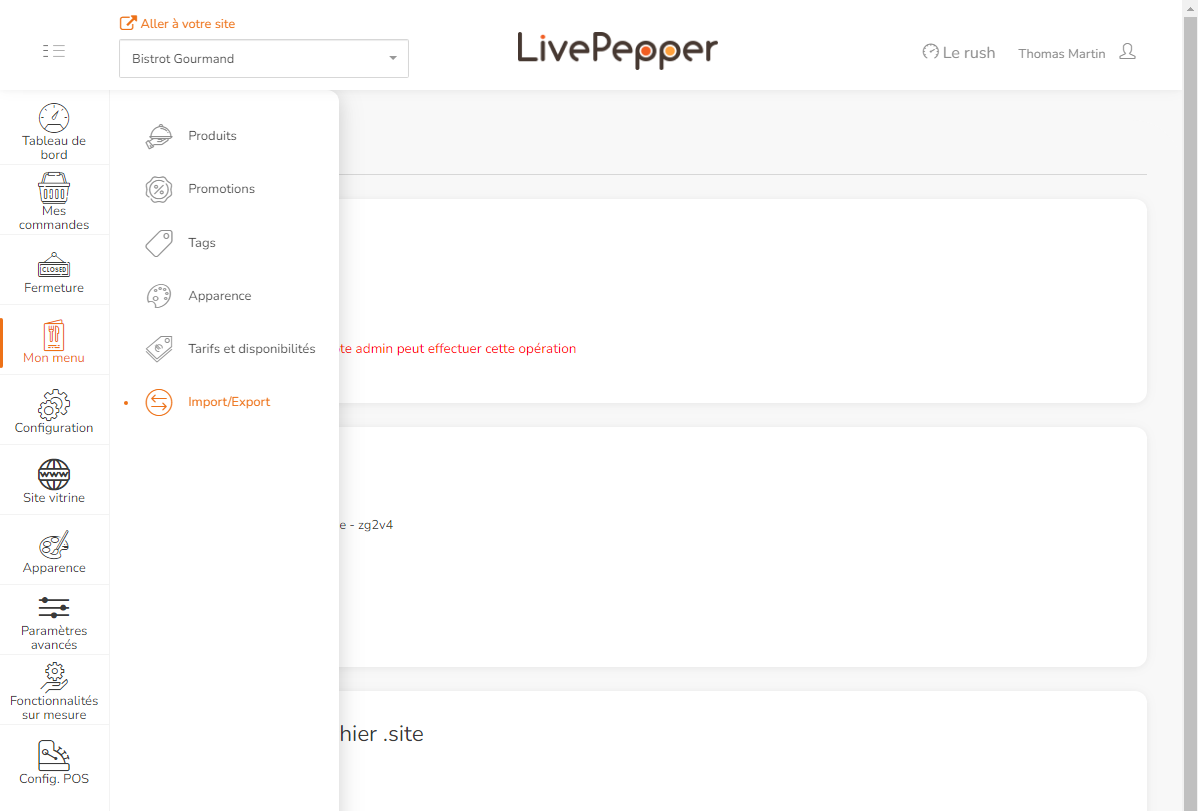 Aller à votre site
Bistrot Gourmand
LivePepper
Le rush
Thomas Martin
Tableau de
bord
Mes
commandes
CLOSED
Fermeture
Mon menu
Configuration
WWW
Site vitrine
Apparence
Paramètres
avancés
Fonctionnalités
sur mesure
Config. POS
Produits
Promotions
Tags
Apparence
Tarifs et disponibilités
Import/Export
te admin peut effectuer cette opération
e - zg2v4
hier .site